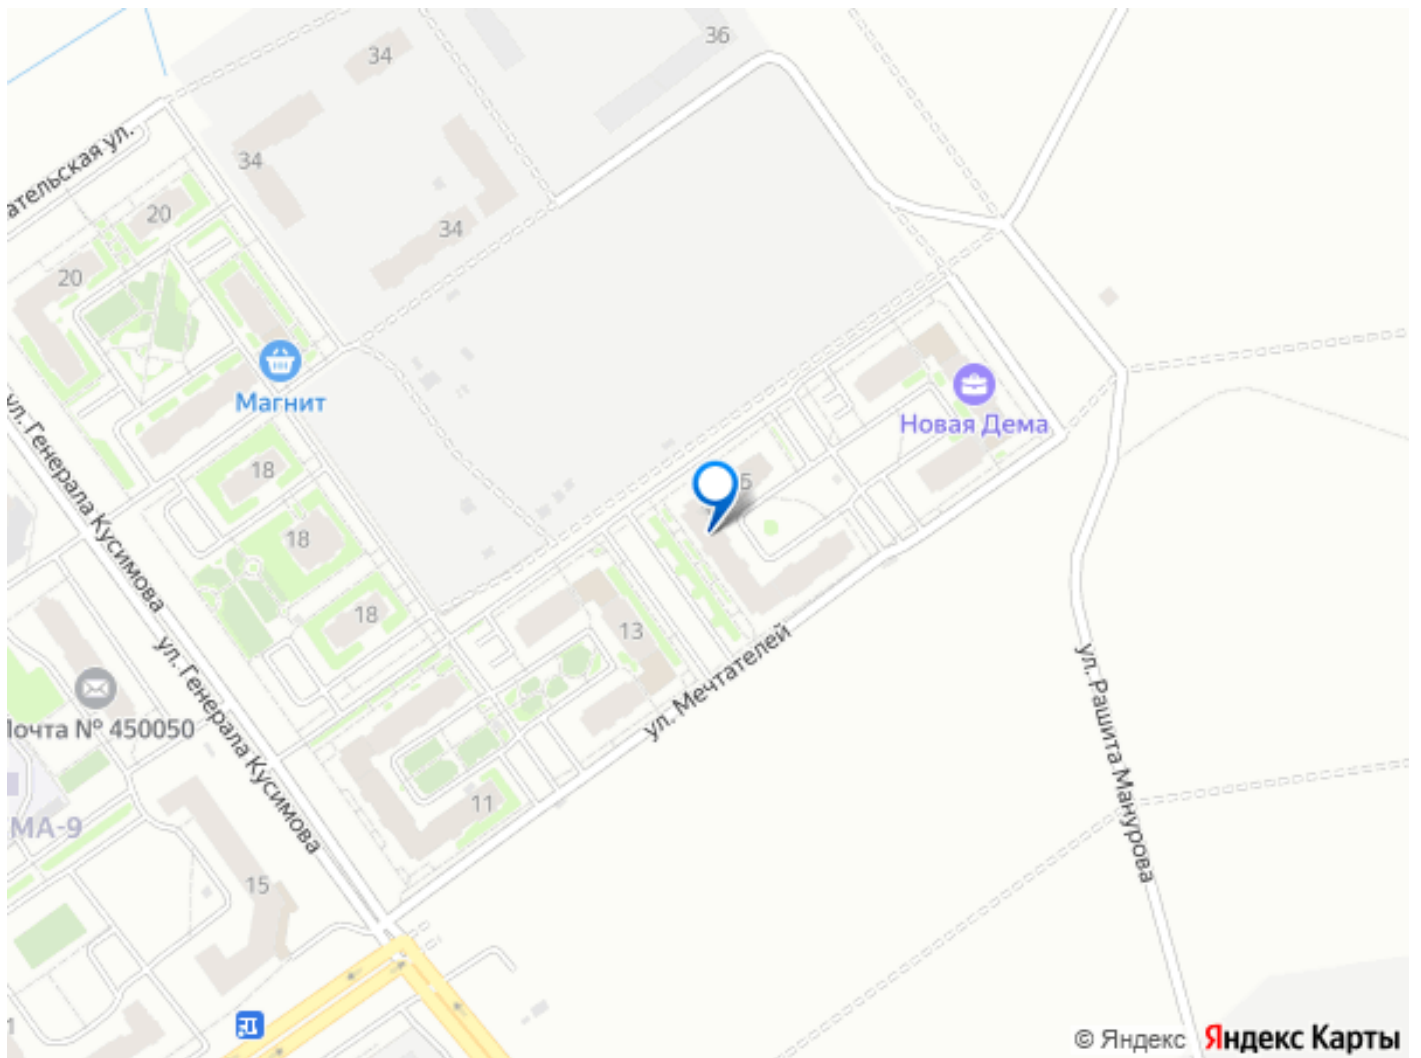 36
34
34
34
ательская ул.
20
20
Магнит
Новая Дема
ул. Генерала Кусимова
18
18
18
5
13
ул. Генерала Кусимова
ул. Мечтателей
ул. Рашита Манурова
Почта № 450050
МА-9
11
15
1
© Яндекс Яндекс Карты